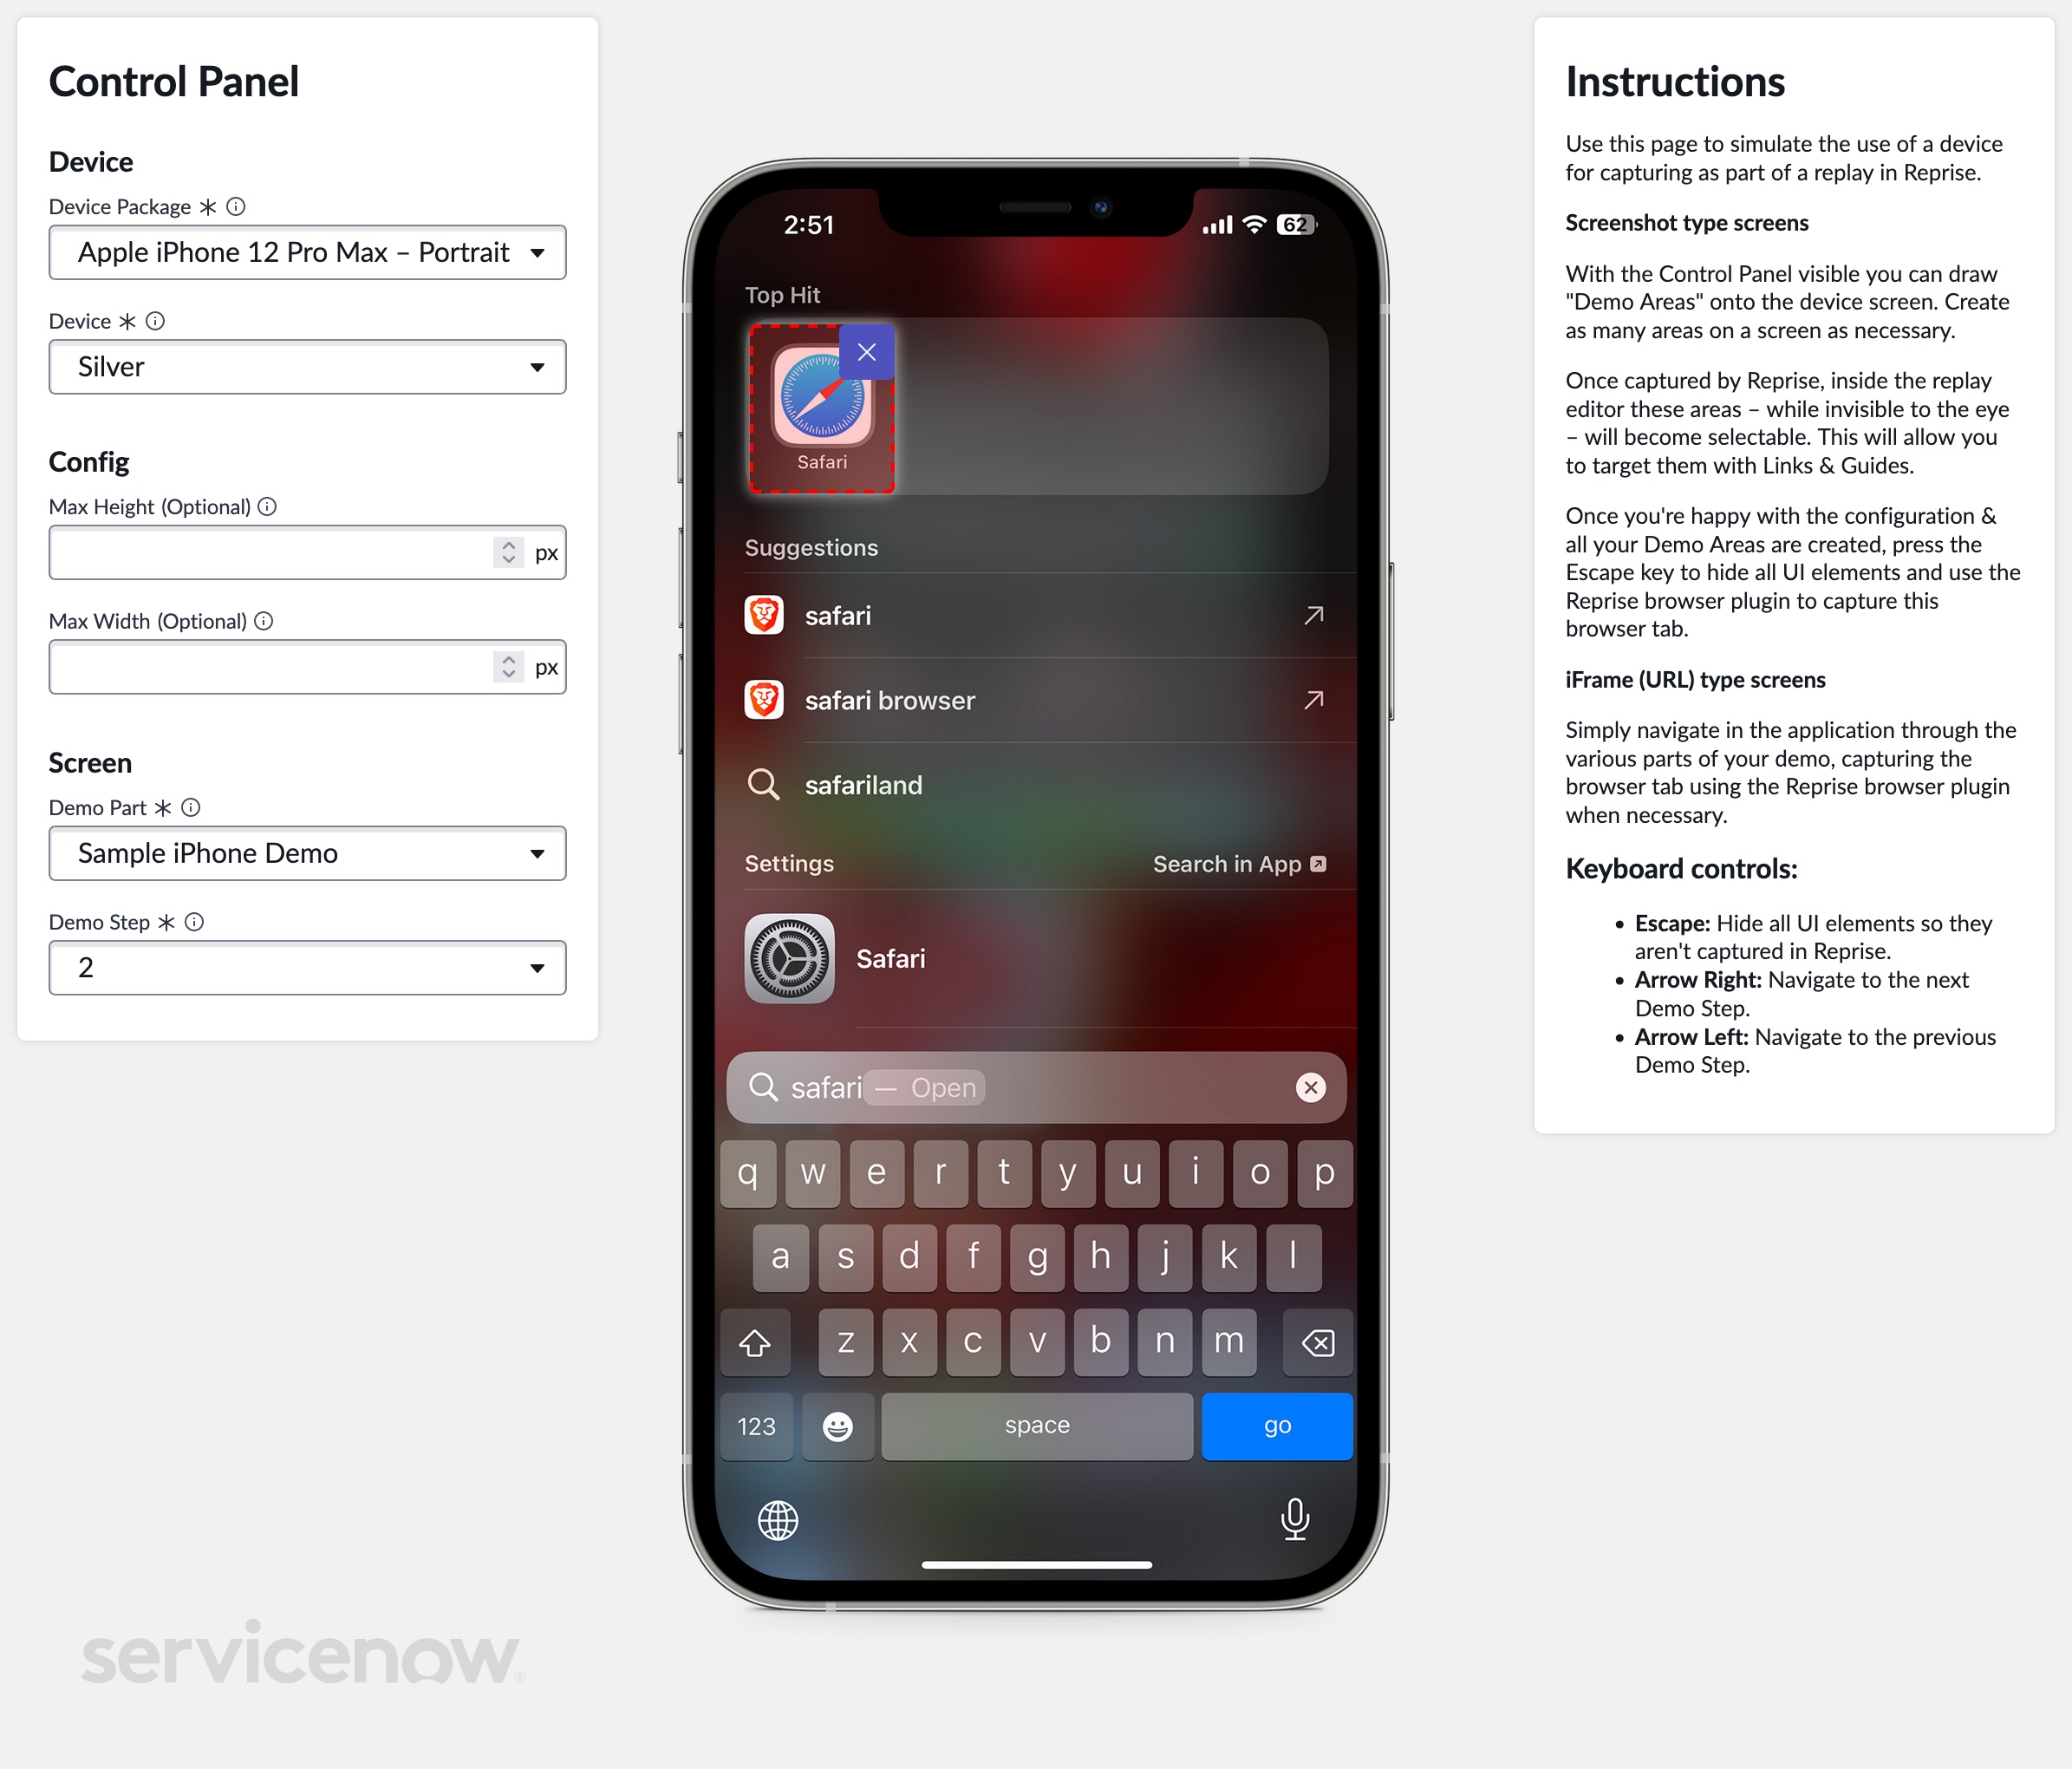 Control Panel
Device
Device Package
Apple iPhone 12 Pro Max – Portrait
Device
Silver
Config
Max Height (Optional)
px
Max Width (Optional)
px
Screen
Demo Part
Sample iPhone Demo
Demo Step
2
servicenow®
2:51
62
Top Hit
Safari
Suggestions
safari
safari browser
safariland
Settings
Search in App
Safari
safari — Open
q w e r t y u i o p
a s d f g h j k l
z x c v b n m
123
space
go
Instructions
Use this page to simulate the use of a device
for capturing as part of a replay in Reprise.
Screenshot type screens
With the Control Panel visible you can draw
"Demo Areas" onto the device screen. Create
as many areas on a screen as necessary.
Once captured by Reprise, inside the replay
editor these areas – while invisible to the eye
– will become selectable. This will allow you
to target them with Links & Guides.
Once you're happy with the configuration &
all your Demo Areas are created, press the
Escape key to hide all UI elements and use the
Reprise browser plugin to capture this
browser tab.
iFrame (URL) type screens
Simply navigate in the application through the
various parts of your demo, capturing the
browser tab using the Reprise browser plugin
when necessary.
Keyboard controls:
• Escape: Hide all UI elements so they
aren't captured in Reprise.
• Arrow Right: Navigate to the next
Demo Step.
• Arrow Left: Navigate to the previous
Demo Step.